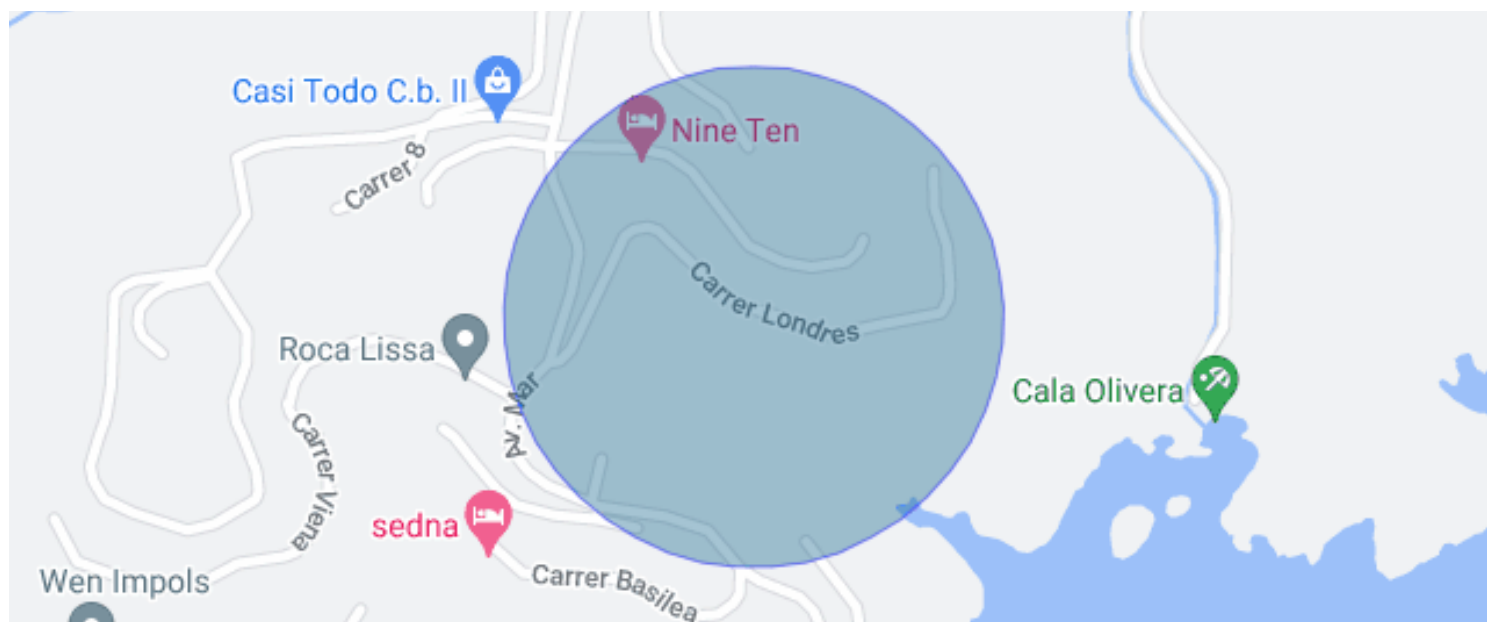 Casi Todo C.b. II
Nine Ten
Carrer 8
Carrer Londres
Roca Lissa
Av. Mar
Cala Olivera
Carrer Viena
sedna
Carrer Basilea
Wen Impols